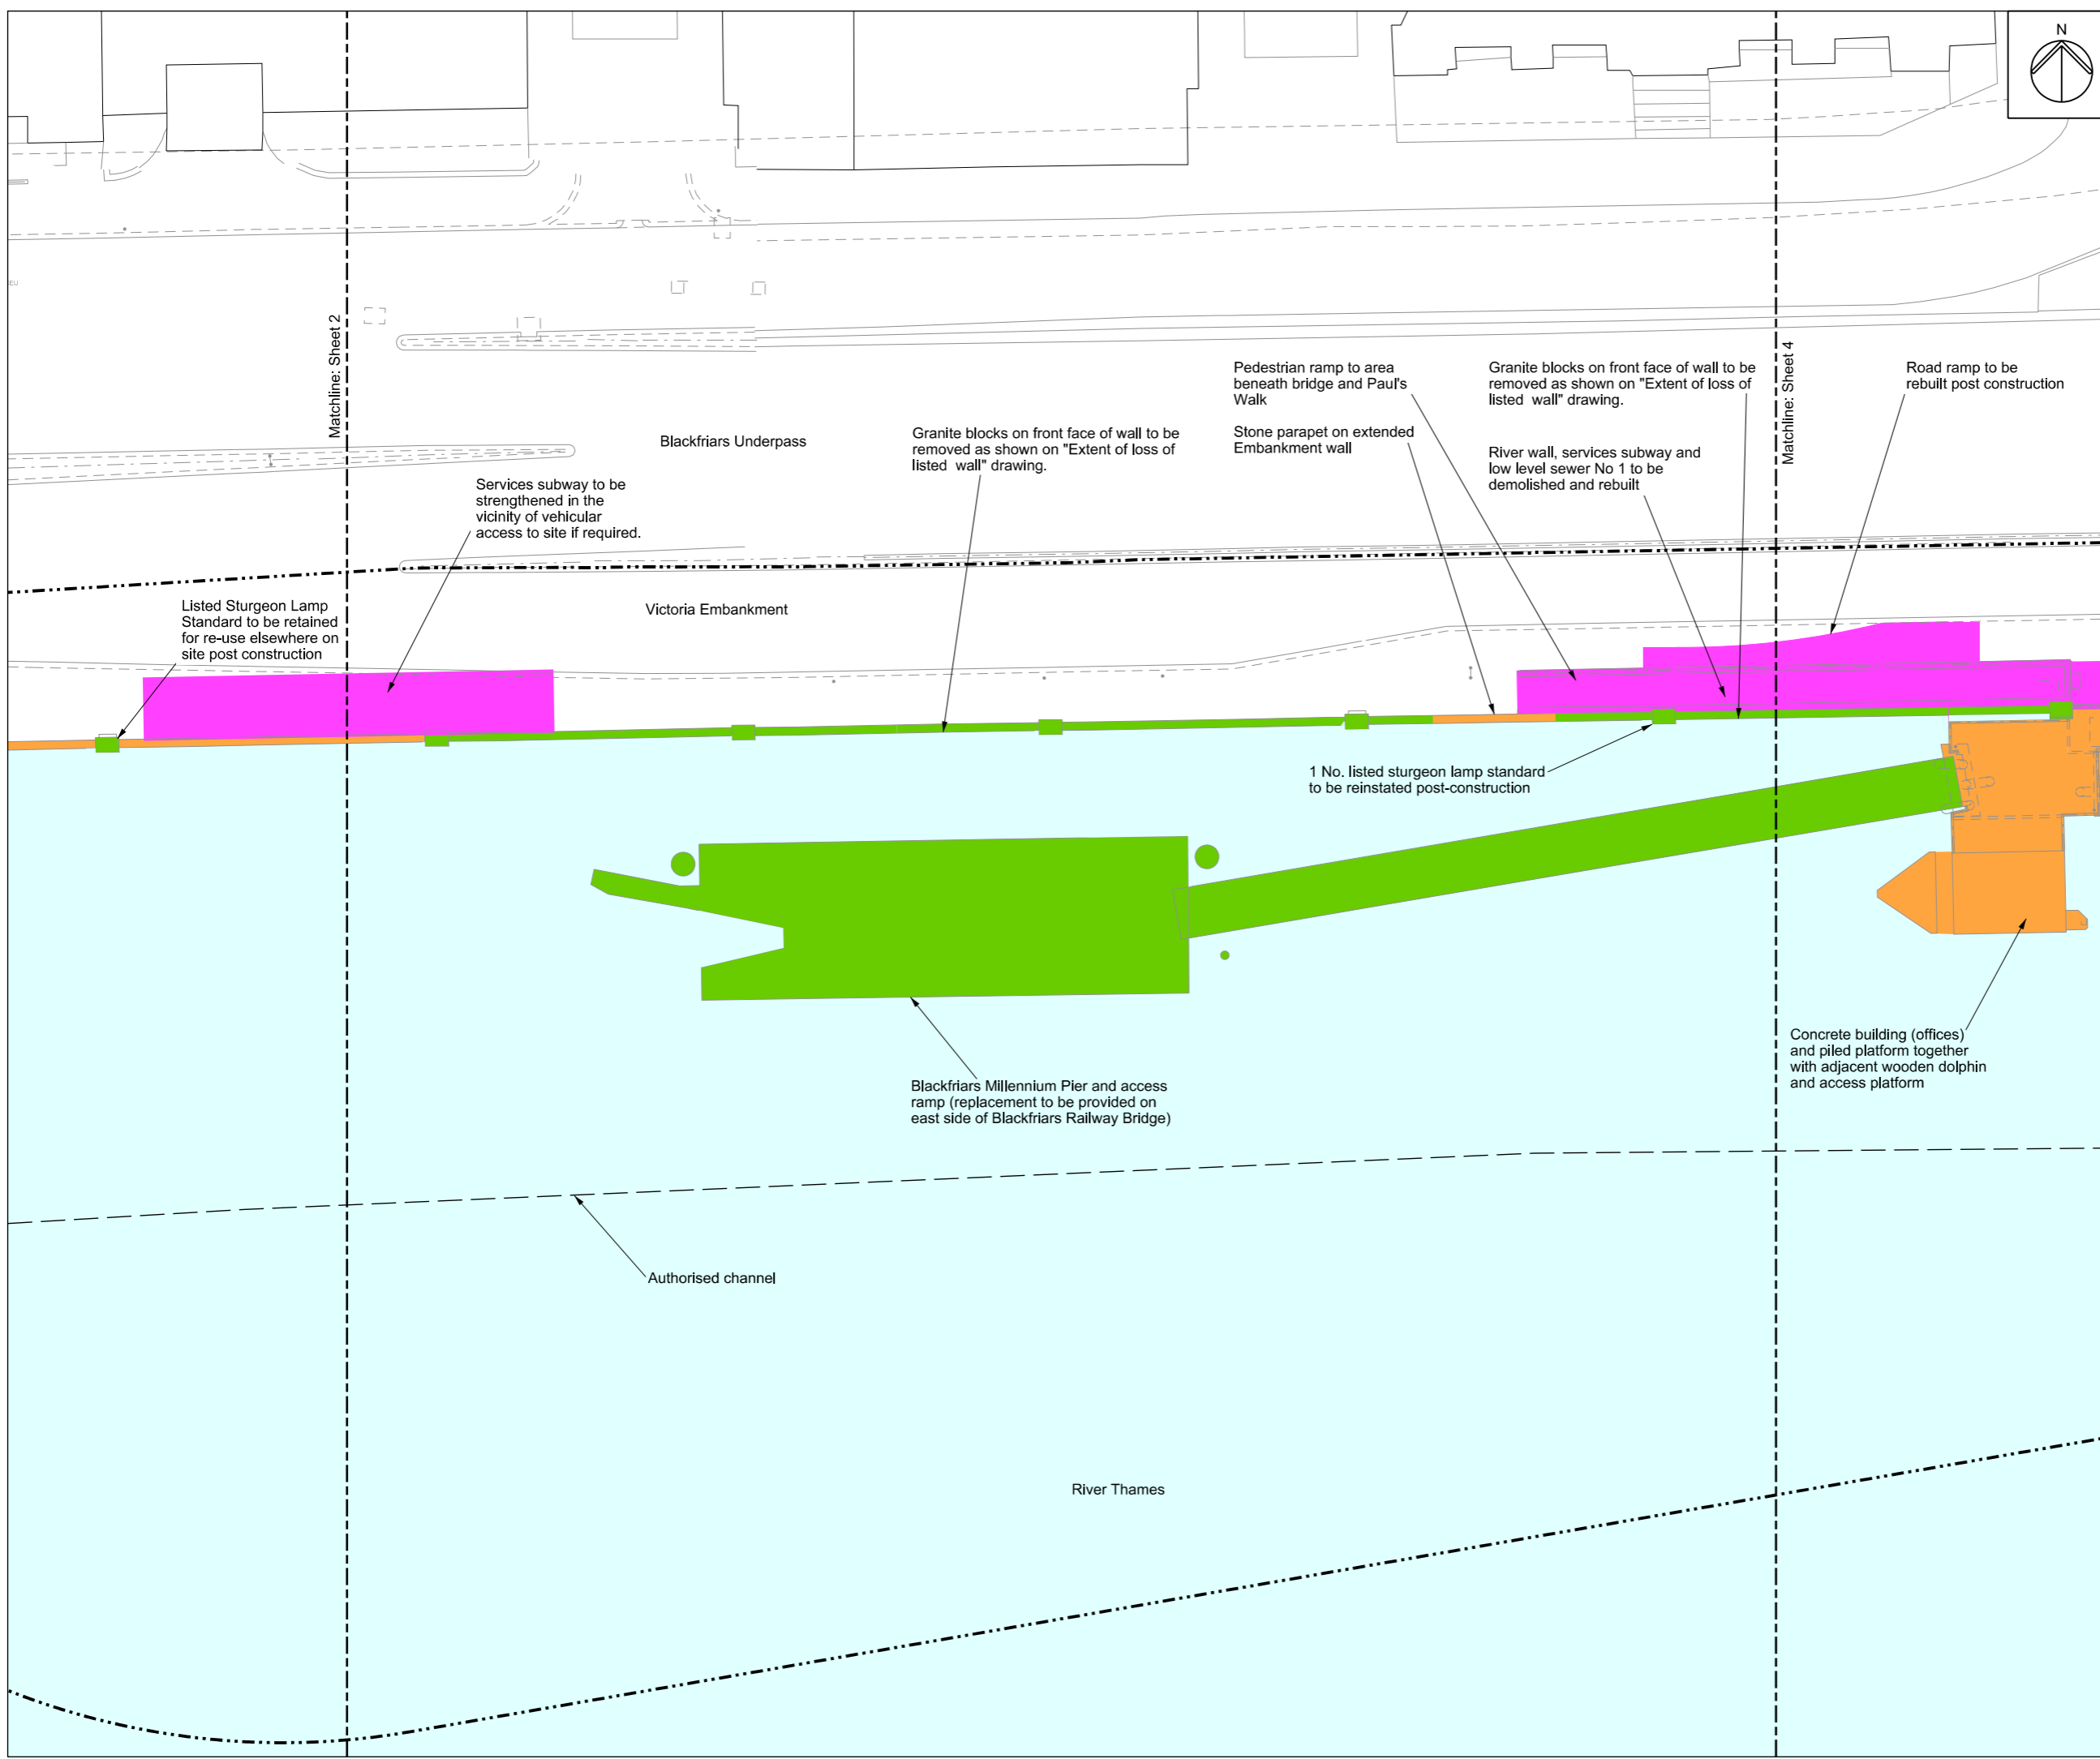 N
Matchline: Sheet 2
Matchline: Sheet 4
Pedestrian ramp to area
beneath bridge and Paul's
Walk
Granite blocks on front face of wall to be
removed as shown on "Extent of loss of
listed wall" drawing.
Road ramp to be
rebuilt post construction
Blackfriars Underpass
Granite blocks on front face of wall to be
removed as shown on "Extent of loss of
listed wall" drawing.
Stone parapet on extended
Embankment wall
River wall, services subway and
low level sewer No 1 to be
demolished and rebuilt
Services subway to be
strengthened in the
vicinity of vehicular
access to site if required.
Listed Sturgeon Lamp
Standard to be retained
for re-use elsewhere on
site post construction
Victoria Embankment
1 No. listed sturgeon lamp standard
to be reinstated post-construction
Concrete building (offices)
and piled platform together
with adjacent wooden dolphin
and access platform
Blackfriars Millennium Pier and access
ramp (replacement to be provided on
east side of Blackfriars Railway Bridge)
Authorised channel
River Thames